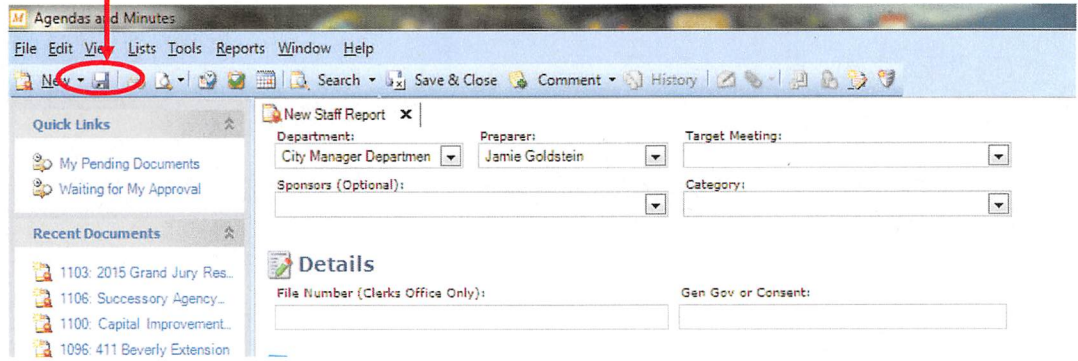 Agendas and Minutes
File Edit View Lists Tools Reports Window Help
New Search Save & Close Comment History
Quick Links
My Pending Documents
Waiting for My Approval
Recent Documents
1103: 2015 Grand Jury Res...
1106: Successory Agency...
1100: Capital Improvement...
1096: 411 Beverly Extension
New Staff Report X
Department: Preparer: Target Meeting:
City Manager Departmen Jamie Goldstein
Sponsors (Optional): Category:
Details
File Number (Clerks Office Only): Gen Gov or Consent: